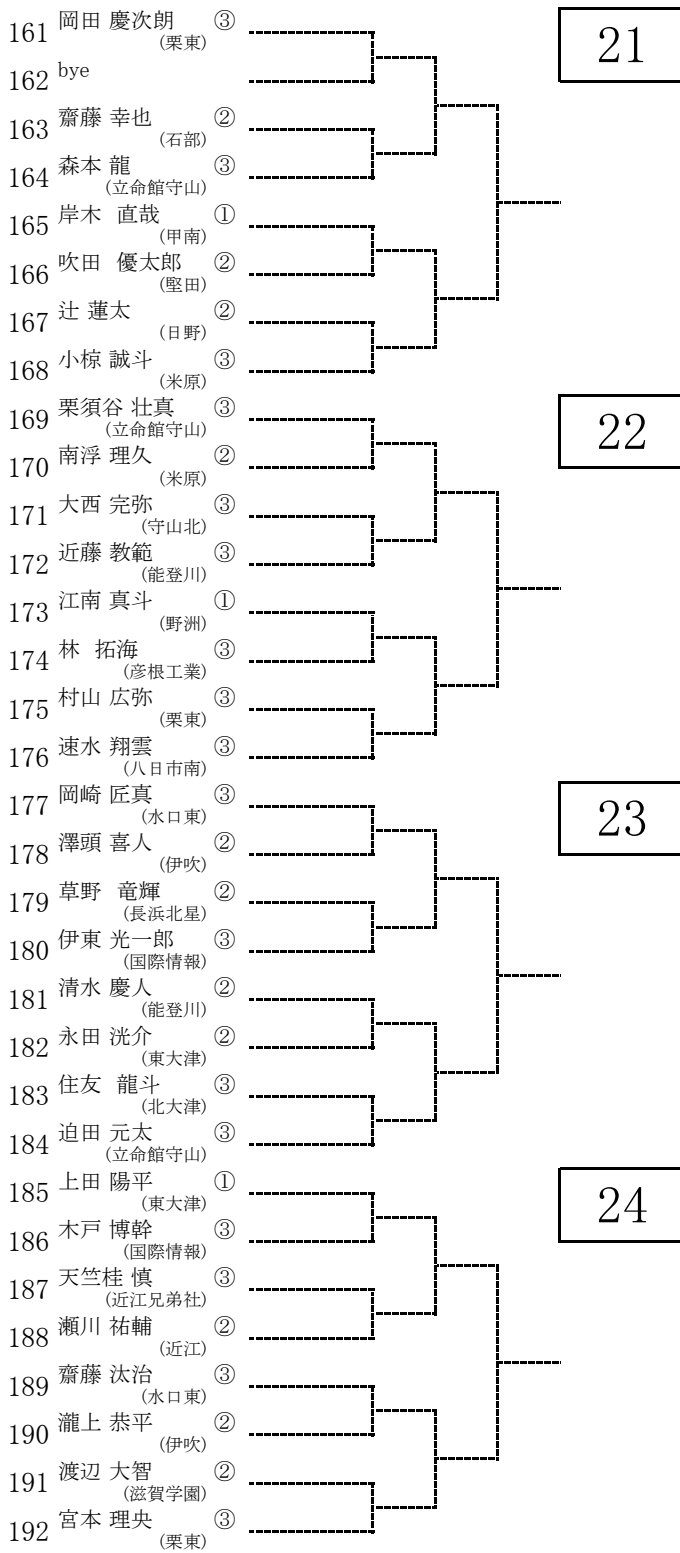 161 岡田 慶次朗 ③
(栗東)
21
162 bye
163 齋藤 幸也 ②
(石部)
164 森本 龍 ③
(立命館守山)
165 岸木 直哉 ①
(甲南)
166 吹田 優太郎 ②
(堅田)
167 辻 蓮太 ②
(日野)
168 小椋 誠斗 ③
(米原)
169 栗須谷 壮真 ③
(立命館守山)
22
170 南浮 理久 ②
(米原)
171 大西 完弥 ③
(守山北)
172 近藤 教範 ③
(能登川)
173 江南 真斗 ①
(野洲)
174 林 拓海 ③
(彦根工業)
175 村山 広弥 ③
(栗東)
176 速水 翔雲 ③
(八日市南)
177 岡崎 匠真 ③
(水口東)
23
178 澤頭 喜人 ②
(伊吹)
179 草野 竜輝 ②
(長浜北星)
180 伊東 光一郎 ③
(国際情報)
181 清水 慶人 ②
(能登川)
182 永田 洸介 ②
(東大津)
183 住友 龍斗 ③
(北大津)
184 迫田 元太 ③
(立命館守山)
185 上田 陽平 ①
(東大津)
24
186 木戸 博幹 ③
(国際情報)
187 天竺桂 慎 ③
(近江兄弟社)
188 瀬川 祐輔 ②
(近江)
189 齋藤 汰治 ③
(水口東)
190 瀧上 恭平 ②
(伊吹)
191 渡辺 大智 ②
(滋賀学園)
192 宮本 理央 ③
(栗東)